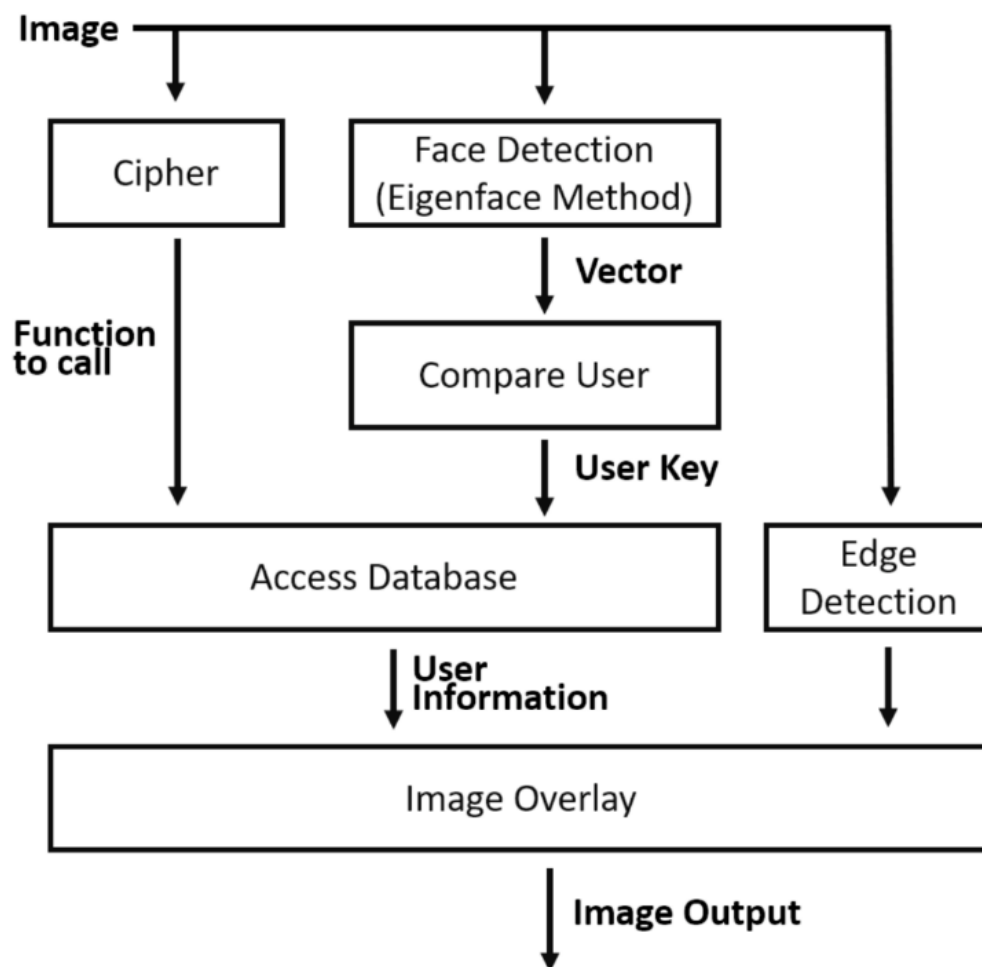 Image
Cipher
Face Detection
(Eigenface Method)
Vector
Function
to call
Compare User
User Key
Access Database
Edge
Detection
User
Information
Image Overlay
Image Output